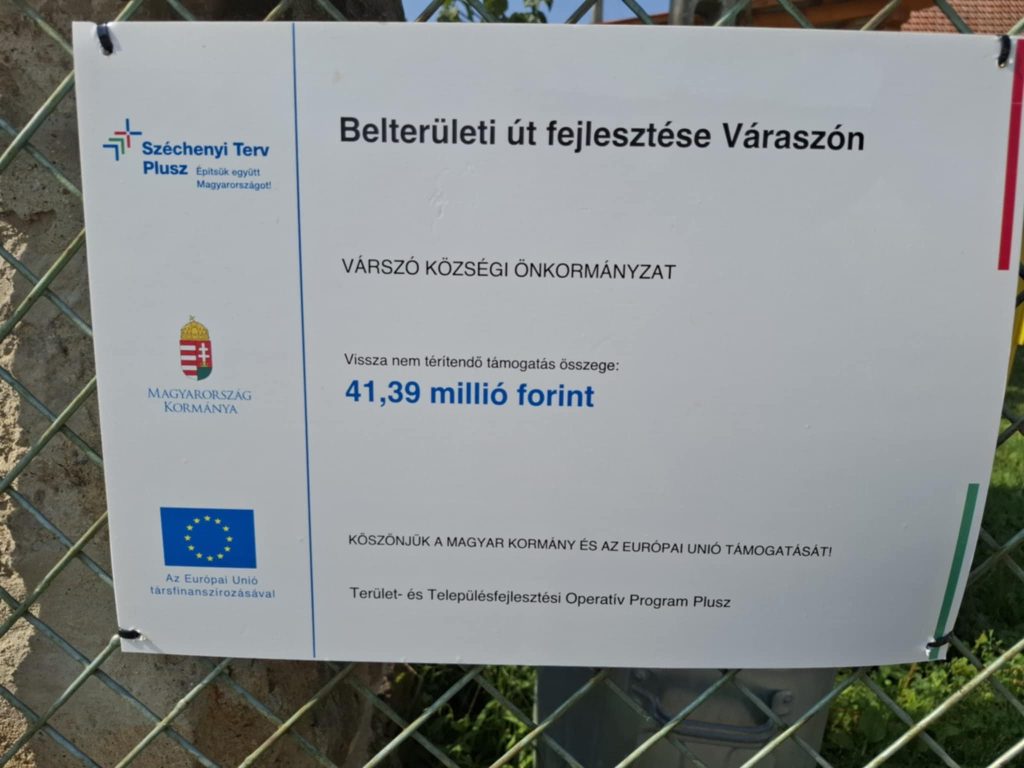 Széchenyi Terv
Plusz Építsük együtt
Magyarországot!
MAGYARORSZÁG
KORMÁNYA
Az Európai Unió
társfinanszírozásával
Belterületi út fejlesztése Váraszón
VÁRSZÓ KÖZSÉGI ÖNKORMÁNYZAT
Vissza nem térítendő támogatás összege:
41,39 millió forint
KÖSZÖNJÜK A MAGYAR KORMÁNY ÉS AZ EURÓPAI UNIÓ TÁMOGATÁSÁT!
Terület- és Településfejlesztési Operatív Program Plusz